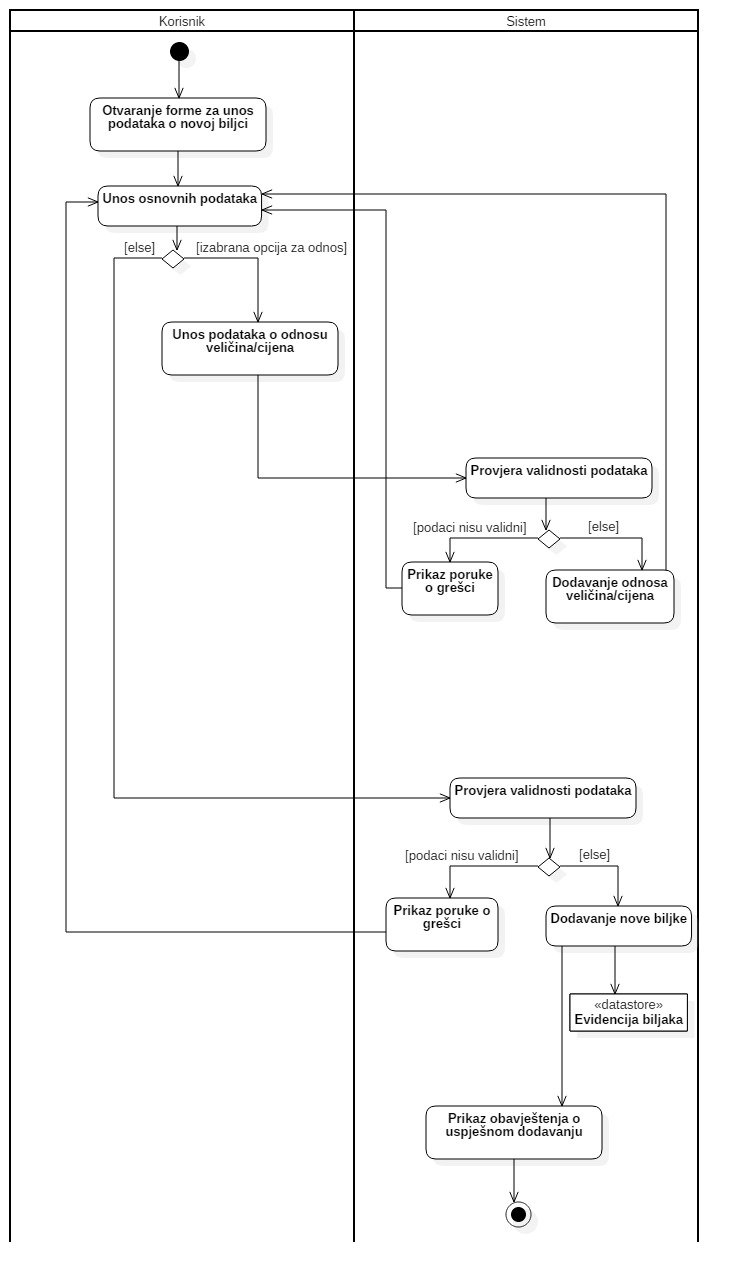 Korisnik
Sistem
Otvaranje forme za unos
podataka o novoj biljci
Unos osnovnih podataka
[else]
[izabrana opcija za odnos]
Unos podataka o odnosu
veličina/cijena
Provjera validnosti podataka
[podaci nisu validni]
[else]
Prikaz poruke
o grešci
Dodavanje odnosa
veličina/cijena
Provjera validnosti podataka
[podaci nisu validni]
[else]
Prikaz poruke o
grešci
Dodavanje nove biljke
«datastore»
Evidencija biljaka
Prikaz obavještenja o
uspješnom dodavanju